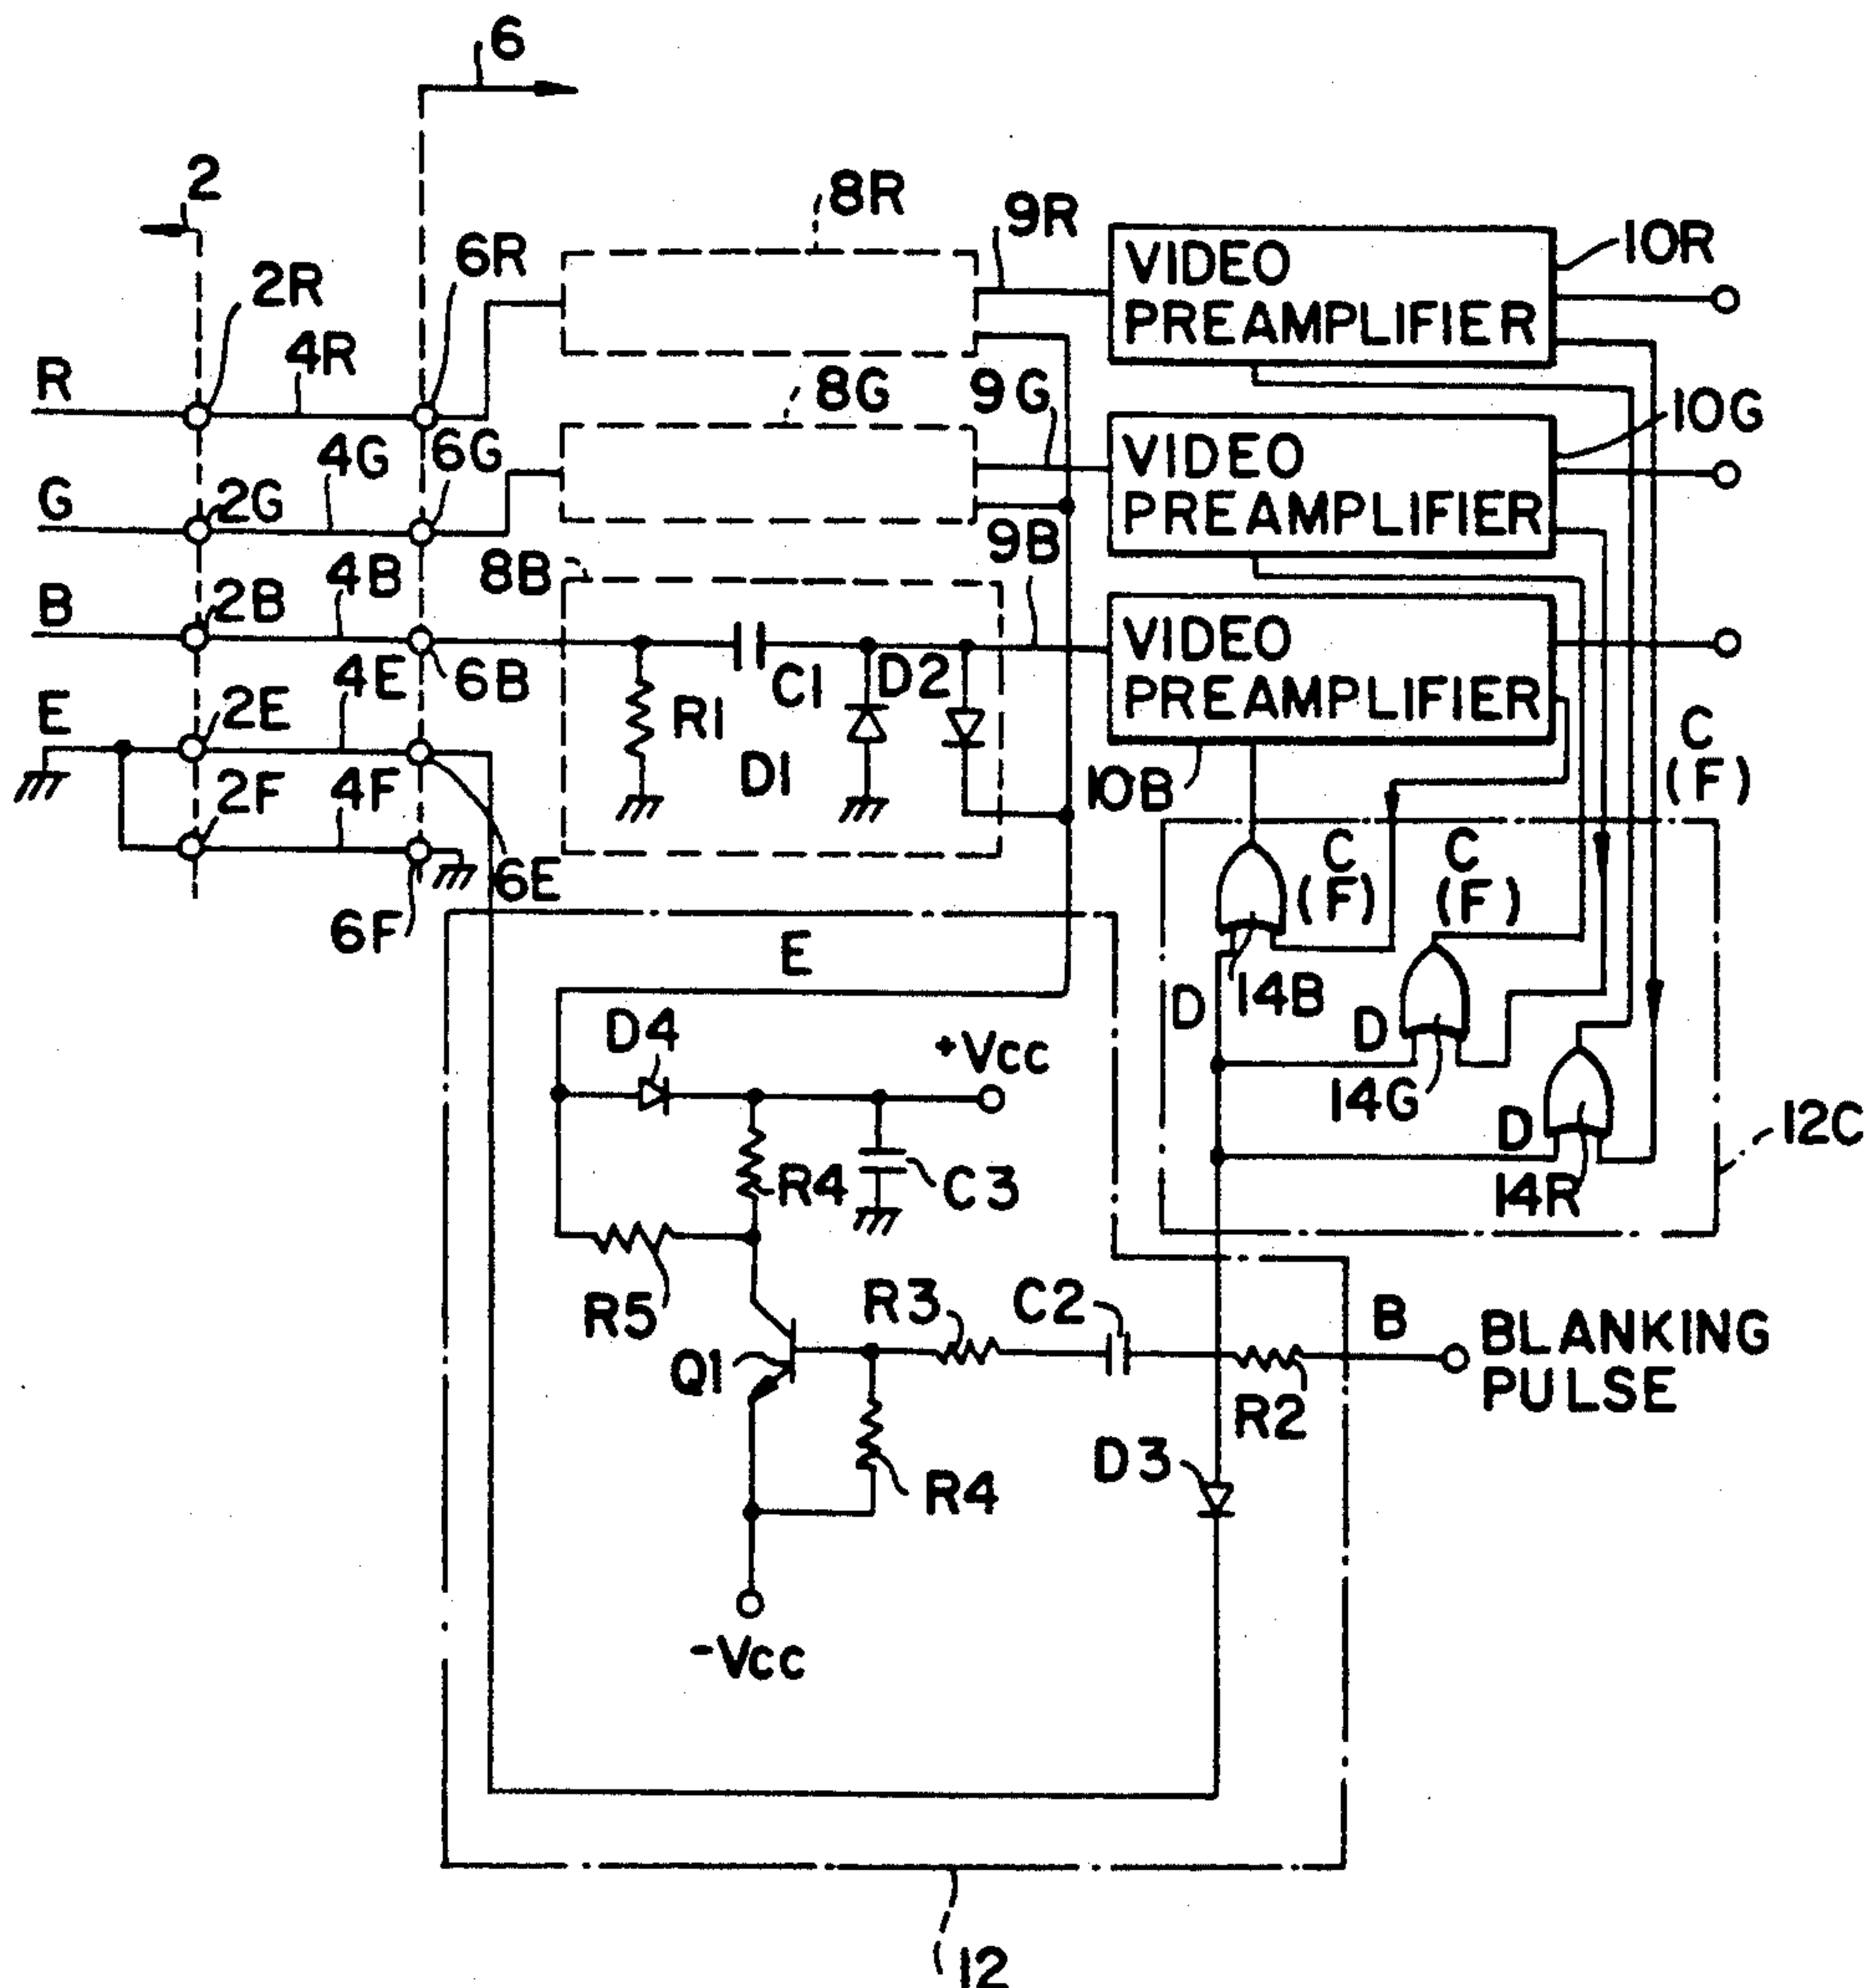 6
2
8R
9R
VIDEO
PREAMPLIFIER
10R
2R
6R
R
4R
8G
9G
10G
G
2G
4G
6G
VIDEO
PREAMPLIFIER
8B
9B
B
2B
4B
6B
R1
C1
D1
D2
VIDEO
PREAMPLIFIER
10B
C
(F)
E
2E
4E
2F
4F
6E
6F
C
(F)
C
(F)
E
D
14B
D4
+Vcc
D
14G
D
14R
12C
R4
C3
R5
R3
C2
B
BLANKING
PULSE
Q1
R2
R4
D3
-Vcc
12